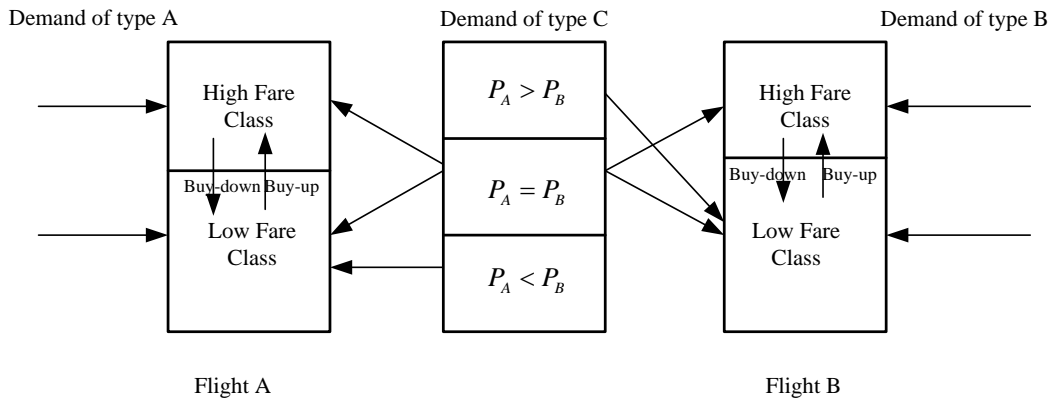 Demand of type A
Demand of type C
Demand of type B
High Fare
Class
Buy-down
Buy-up
Low Fare
Class
P_A > P_B
P_A = P_B
P_A < P_B
High Fare
Class
Buy-down
Buy-up
Low Fare
Class
Flight A
Flight B